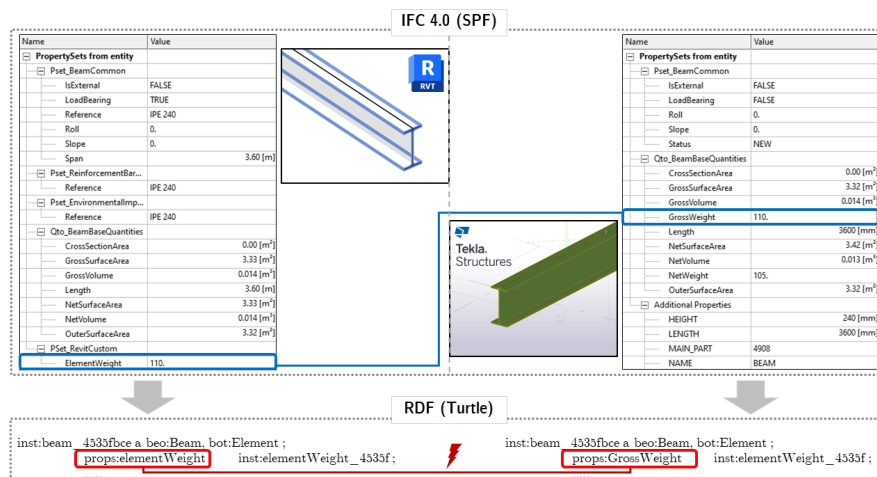 IFC 4.0 (SPF)
Name Value
PropertySets from entity
Pset_BeamCommon
IsExternal FALSE
LoadBearing TRUE
Reference IPE 240
Roll 0.
Slope 0.
Span 3.60 [m]
Pset_ReinforcementBar...
Reference IPE 240
Pset_EnvironmentalImp...
Reference IPE 240
Qto_BeamBaseQuantities
CrossSectionArea 0.00 [m²]
GrossSurfaceArea 3.33 [m²]
GrossVolume 0.014 [m³]
Length 3.60 [m]
NetSurfaceArea 3.33 [m²]
NetVolume 0.014 [m³]
OuterSurfaceArea 3.32 [m²]
PSet_RevitCustom
ElementWeight 110.
R
RVT
Tekla.
Structures
Name Value
PropertySets from entity
Pset_BeamCommon
IsExternal FALSE
LoadBearing FALSE
Roll 0.
Slope 0.
Status NEW
Qto_BeamBaseQuantities
CrossSectionArea 0.00 [m²]
GrossSurfaceArea 3.32 [m²]
GrossVolume 0.014 [m³]
GrossWeight 110.
Length 3600 [mm]
NetSurfaceArea 3.42 [m²]
NetVolume 0.013 [m³]
NetWeight 105.
OuterSurfaceArea 3.32 [m²]
Additional Properties
HEIGHT 240 [mm]
LENGTH 3600 [mm]
MAIN_PART 4908
NAME BEAM
RDF (Turtle)
inst:beam_4535fbce a beo:Beam, bot:Element ;
props:elementWeight inst:elementWeight_4535f ;
.....
inst:beam_4535fbce a beo:Beam, bot:Element ;
props:GrossWeight inst:elementWeight_4535f ;
.....